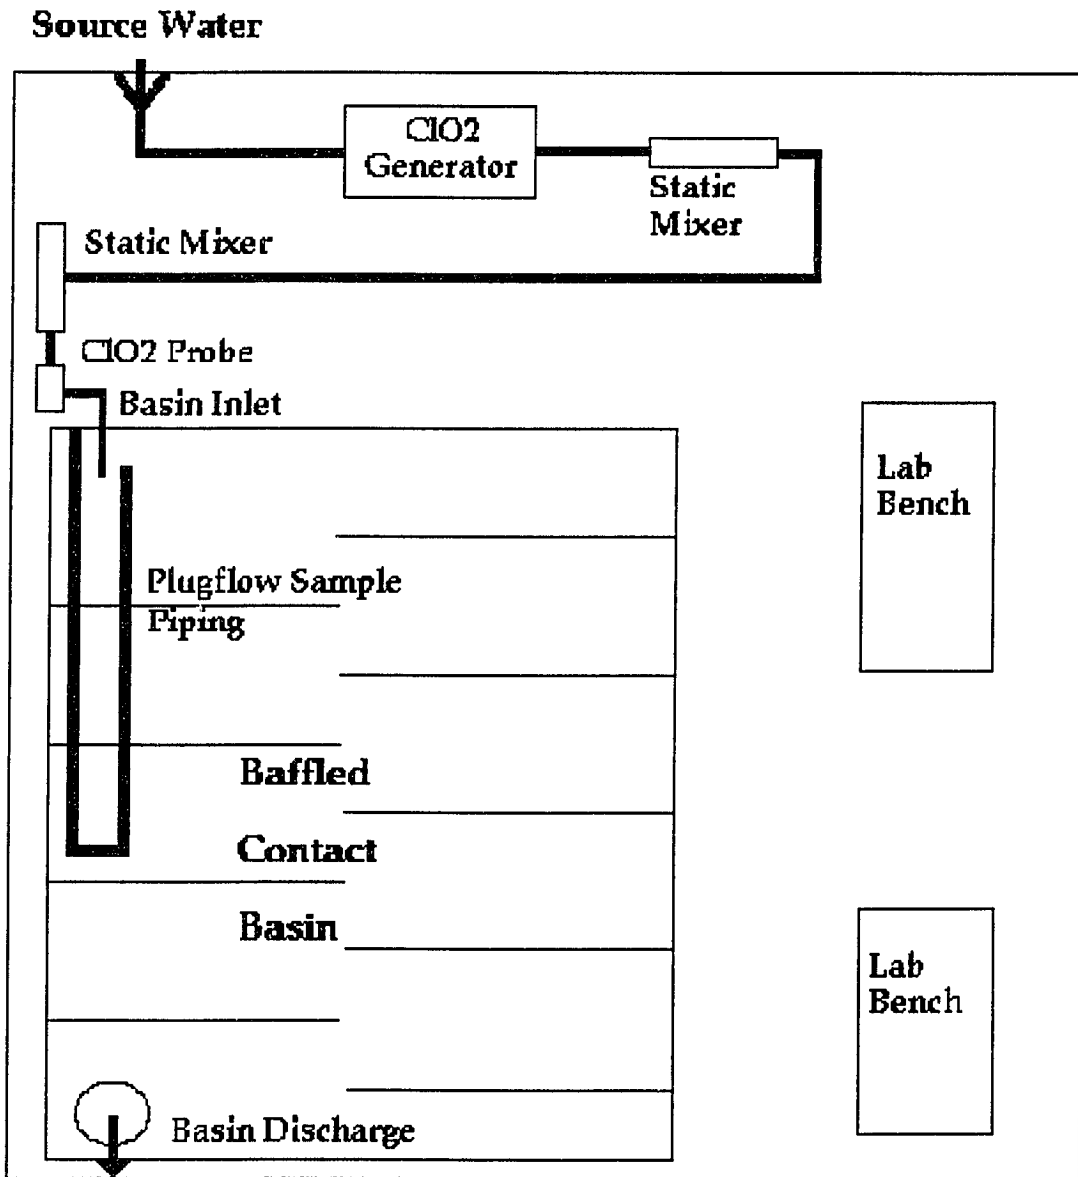 Source Water
ClO2
Generator
Static
Mixer
Static Mixer
ClO2 Probe
Basin Inlet
Lab
Bench
Plugflow Sample
Piping
Baffled
Contact
Basin
Lab
Bench
Basin Discharge